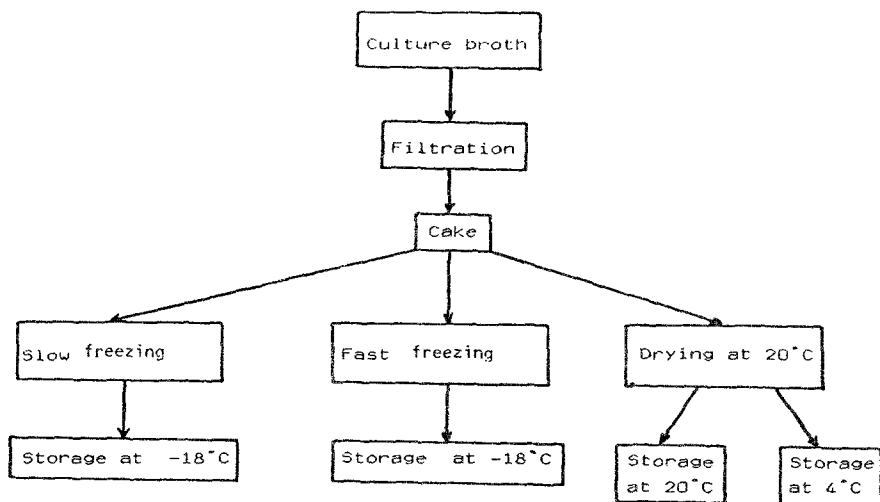 Culture broth
Filtration
Cake
Slow freezing
Fast freezing
Drying at 20°C
Storage at -18°C
Storage at -18°C
Storage
at 20°C
Storage
at 4°C